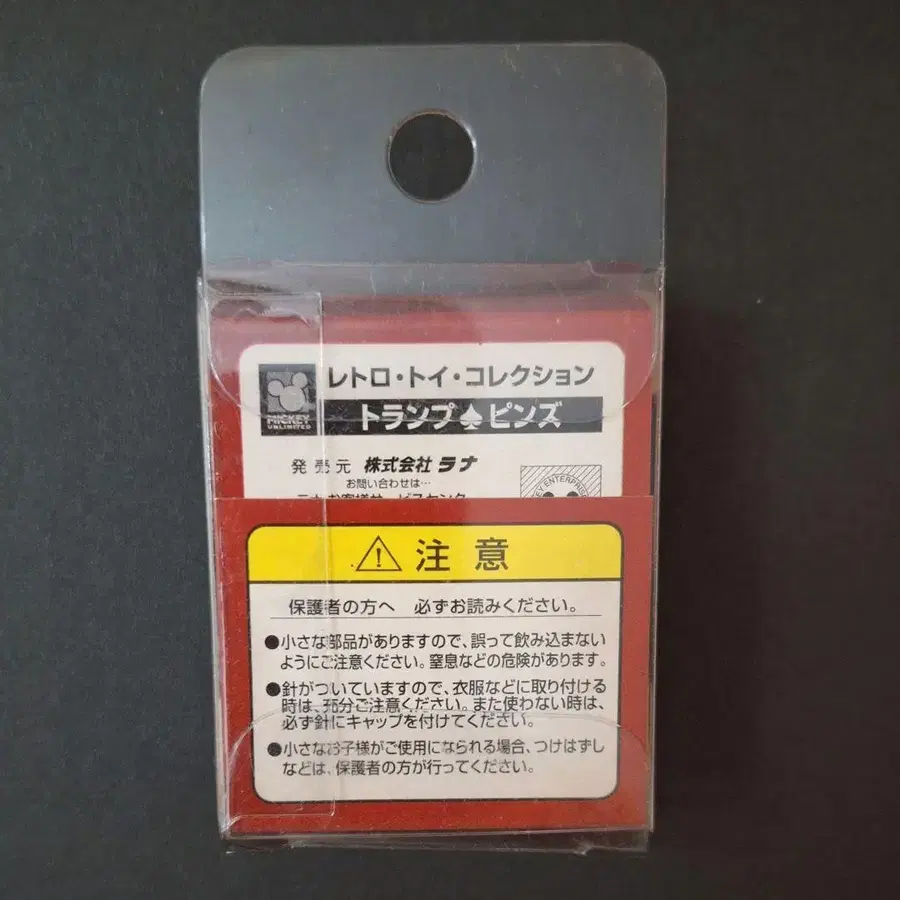 MICKEY
UNLIMITED
レトロ・トイ・コレクション
トランプ♠ピンズ
発売元 株式会社 ラナ
お問い合わせは…
EY ENTERPRISE
⚠ 注意
保護者の方へ 必ずお読みください。
●小さな部品がありますので、誤って飲み込まない
ようにご注意ください。窒息などの危険があります。
●針がついていますので、衣服などに取り付ける
時は、充分ご注意ください。また使わない時は、
必ず針にキャップを付けてください。
●小さなお子様がご使用になられる場合、つけはずし
などは、保護者の方が行ってください。